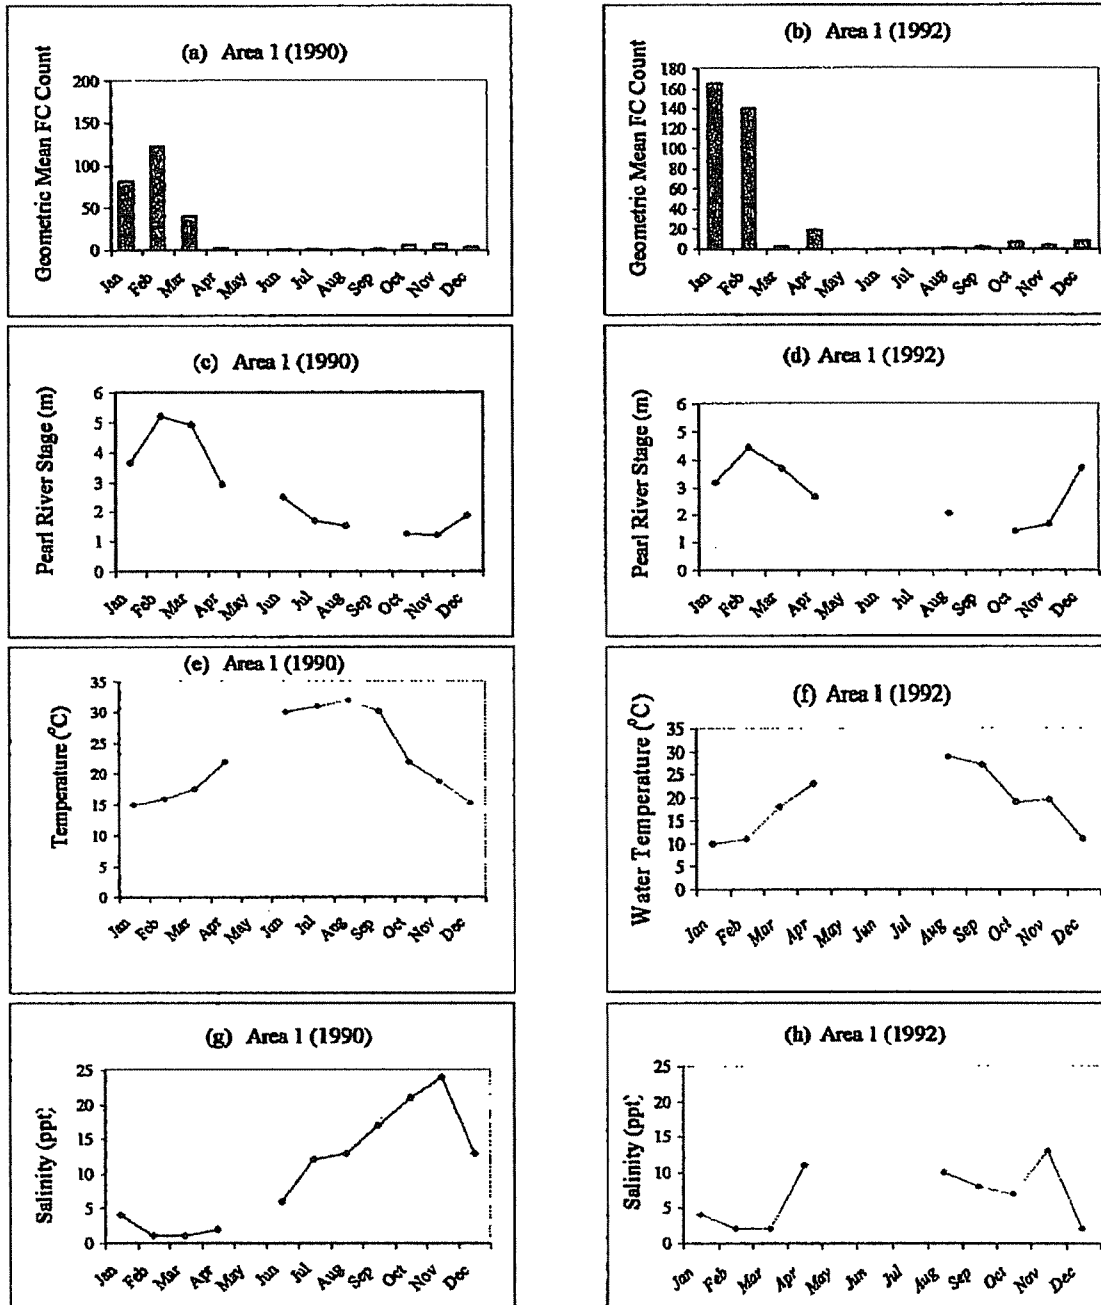 (a) Area 1 (1990)
Geometric Mean FC Count
200
150
100
50
0
Jan Feb Mar Apr May Jun Jul Aug Sep Oct Nov Dec
(b) Area 1 (1992)
Geometric Mean FC Count
180
160
140
120
100
80
60
40
20
0
Jan Feb Mar Apr May Jun Jul Aug Sep Oct Nov Dec
(c) Area 1 (1990)
Pearl River Stage (m)
6
5
4
3
2
1
0
Jan Feb Mar Apr May Jun Jul Aug Sep Oct Nov Dec
(d) Area 1 (1992)
Pearl River Stage (m)
6
5
4
3
2
1
0
Jan Feb Mar Apr May Jun Jul Aug Sep Oct Nov Dec
(e) Area 1 (1990)
Temperature (°C)
35
30
25
20
15
10
5
0
Jan Feb Mar Apr May Jun Jul Aug Sep Oct Nov Dec
(f) Area 1 (1992)
Water Temperature (°C)
35
30
25
20
15
10
5
0
Jan Feb Mar Apr May Jun Jul Aug Sep Oct Nov Dec
(g) Area 1 (1990)
Salinity (ppt)
25
20
15
10
5
0
Jan Feb Mar Apr May Jun Jul Aug Sep Oct Nov Dec
(h) Area 1 (1992)
Salinity (ppt)
25
20
15
10
5
0
Jan Feb Mar Apr May Jun Jul Aug Sep Oct Nov Dec